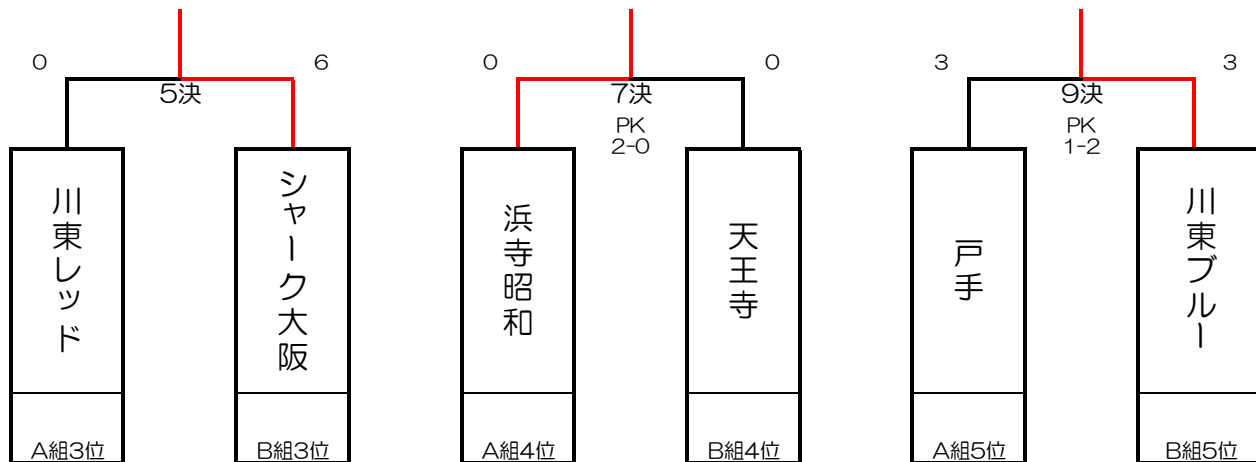 0
6
5決
川東レッド
シャーク大阪
A組3位
B組3位
0
0
7決
PK
2-0
浜寺昭和
天王寺
A組4位
B組4位
3
3
9決
PK
1-2
戸手
川東ブルー
A組5位
B組5位